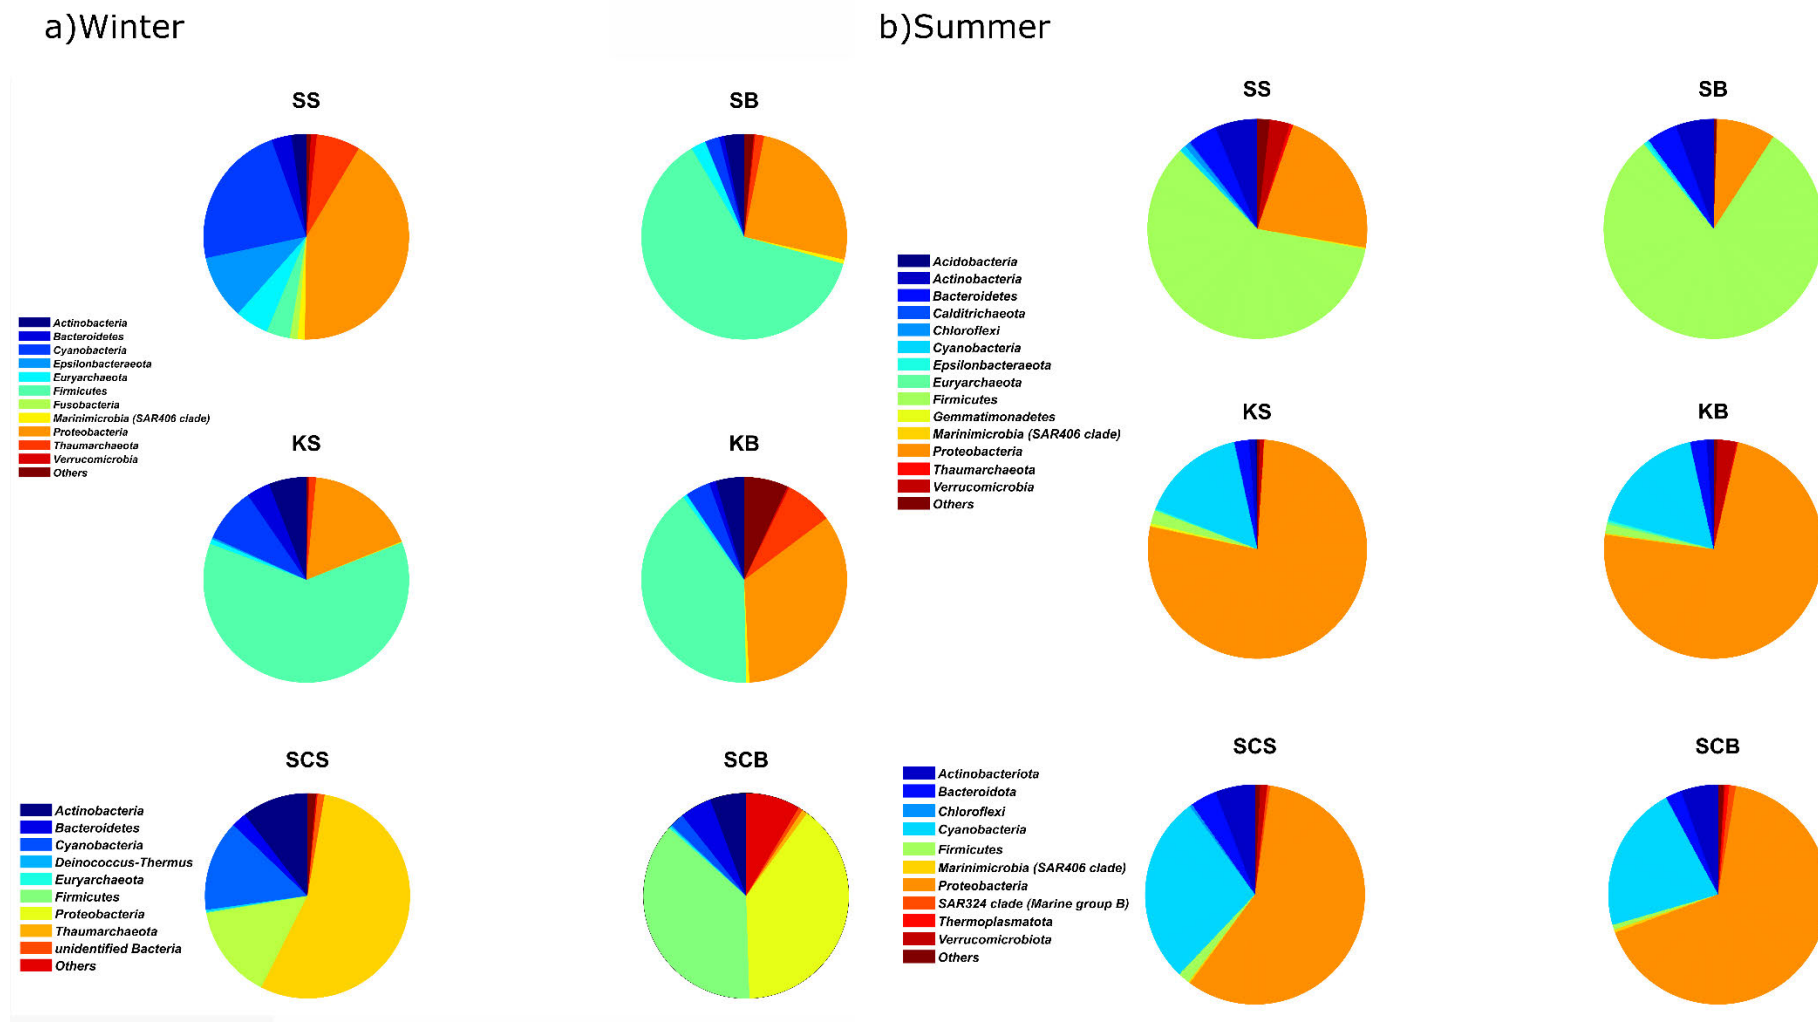 a)Winter
SS
SB
Actinobacteria
Bacteroidetes
Cyanobacteria
Epsilonbacteraeota
Euryarchaeota
Firmicutes
Fusobacteria
Marinimicrobia (SAR406 clade)
Proteobacteria
Thaumarchaeota
Verrucomicrobia
Others
KS
KB
SCS
SCB
Actinobacteria
Bacteroidetes
Cyanobacteria
Deinococcus-Thermus
Euryarchaeota
Firmicutes
Proteobacteria
Thaumarchaeota
unidentified Bacteria
Others
b)Summer
SS
SB
Acidobacteria
Actinobacteria
Bacteroidetes
Calditrichaeota
Chloroflexi
Cyanobacteria
Epsilonbacteraeota
Euryarchaeota
Firmicutes
Gemmatimonadetes
Marinimicrobia (SAR406 clade)
Proteobacteria
Thaumarchaeota
Verrucomicrobia
Others
KS
KB
SCS
SCB
Actinobacteriota
Bacteroidota
Chloroflexi
Cyanobacteria
Firmicutes
Marinimicrobia (SAR406 clade)
Proteobacteria
SAR324 clade (Marine group B)
Thermoplasmatota
Verrucomicrobiota
Others